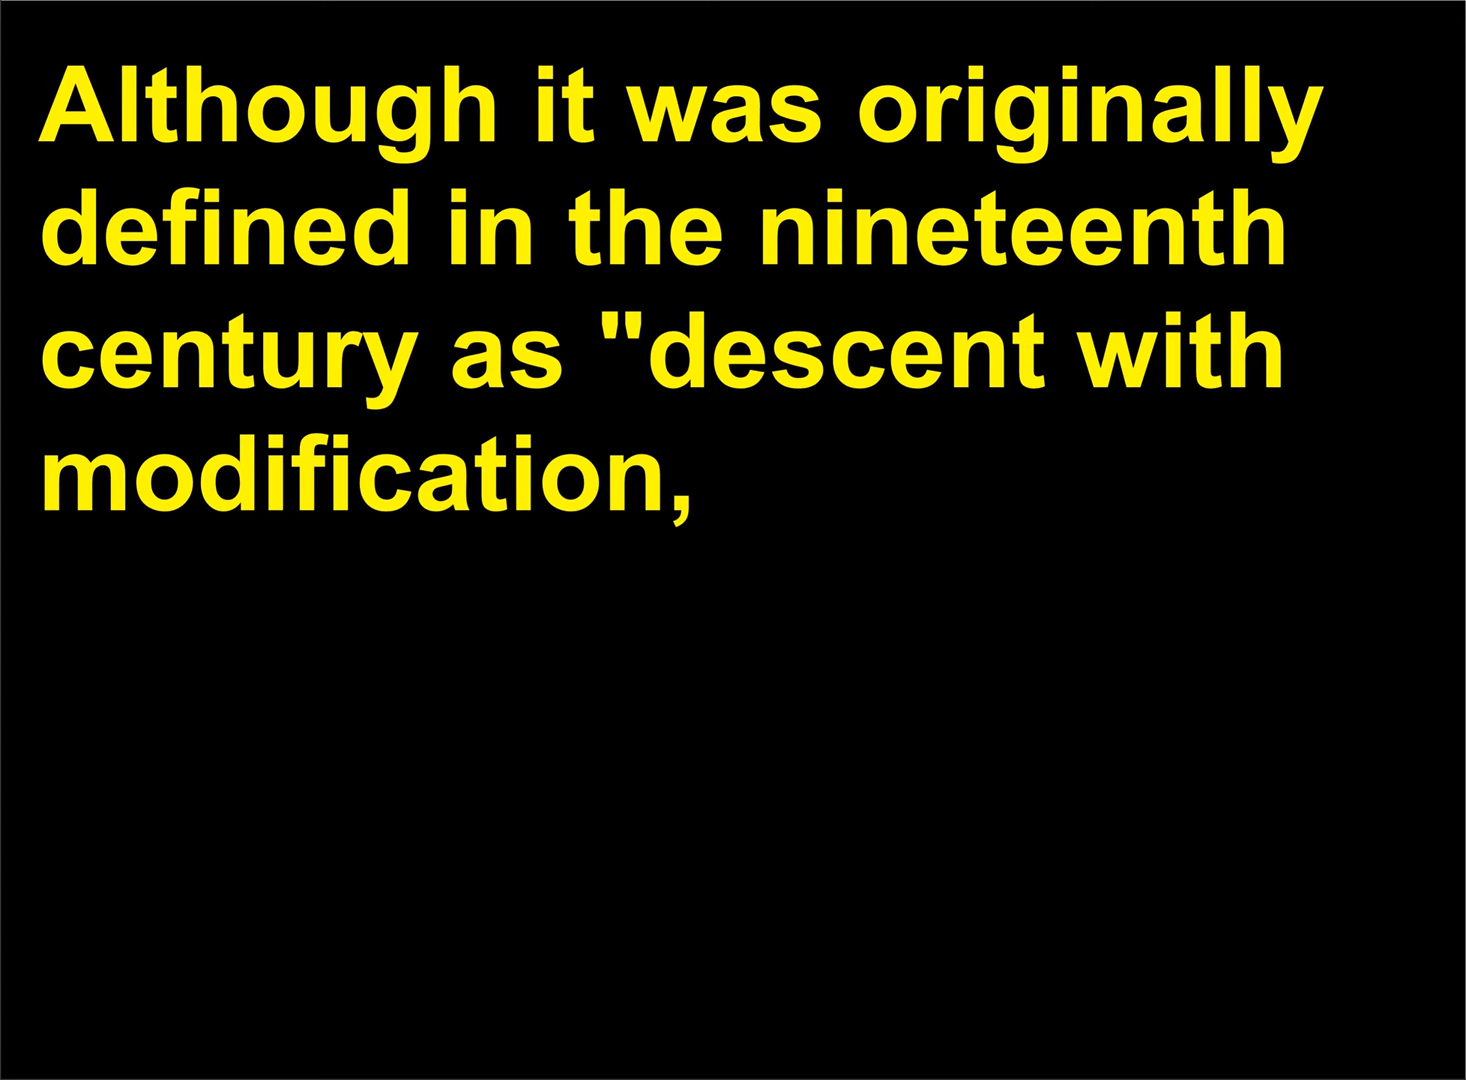 Although it was originally
defined in the nineteenth
century as "descent with
modification,